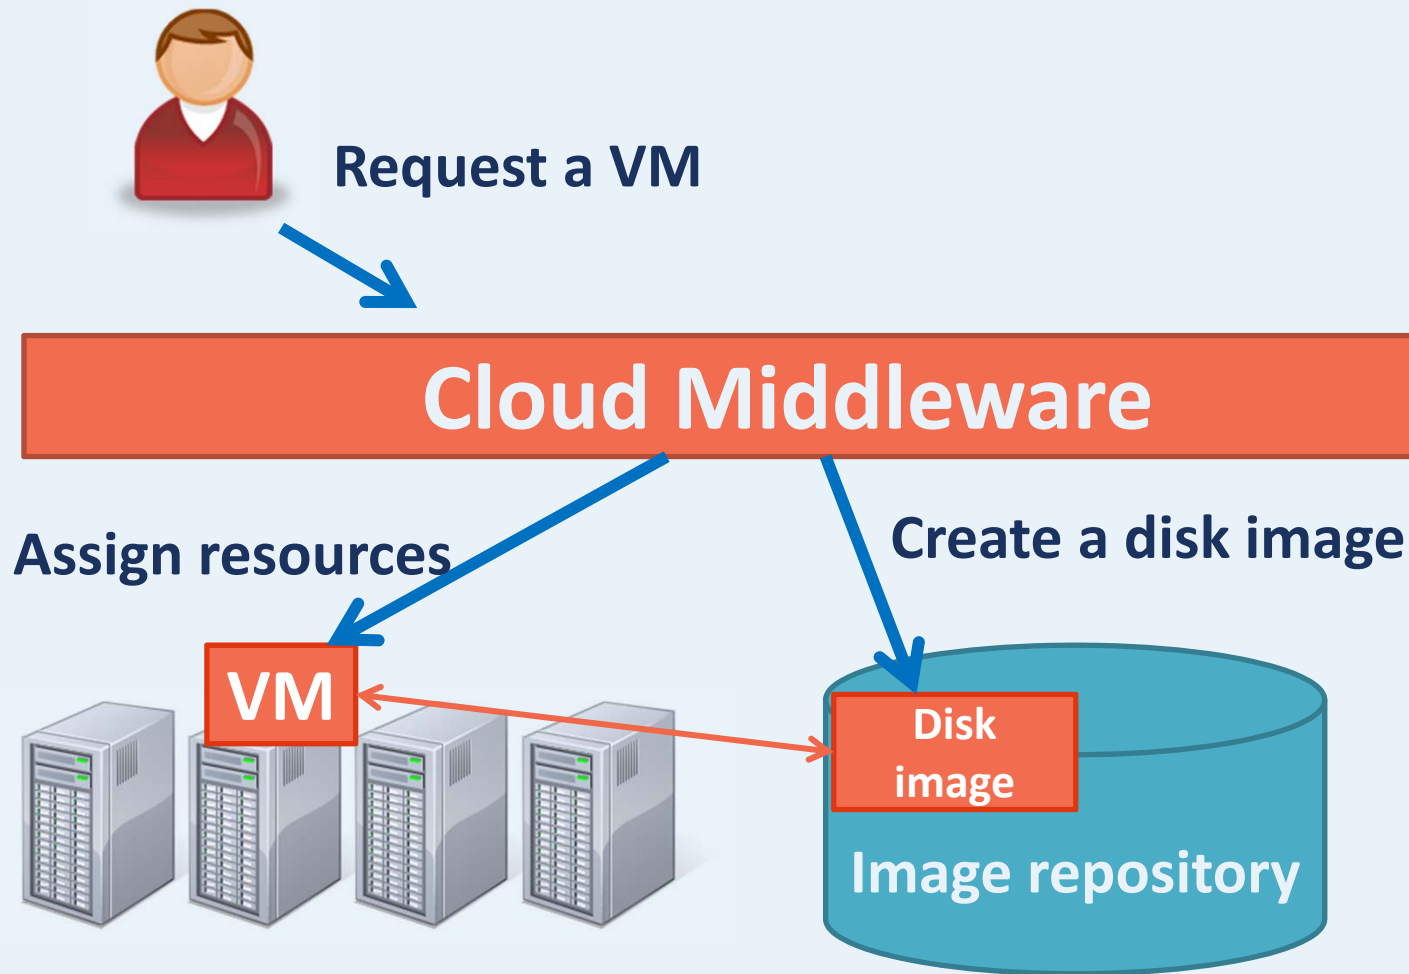 Request a VM
Cloud Middleware
Assign resources
Create a disk image
VM
Disk
image
Image repository